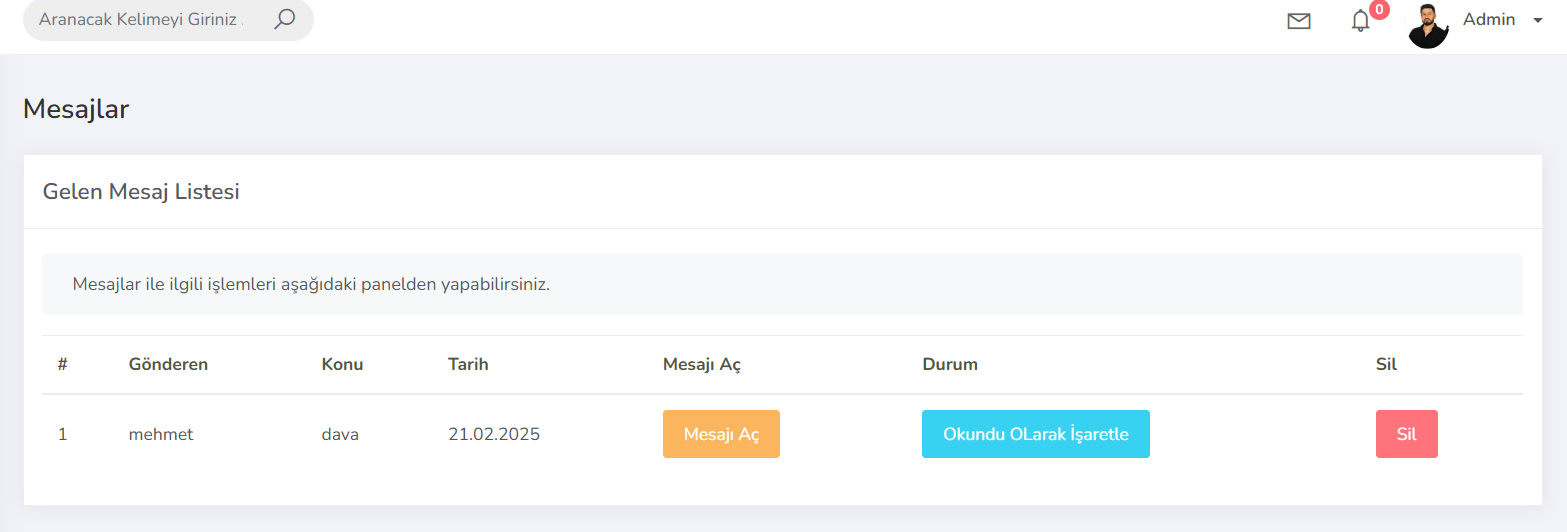 Aranacak Kelimeyi Giriniz .
0
Admin
Mesajlar
Gelen Mesaj Listesi
Mesajlar ile ilgili işlemleri aşağıdaki panelden yapabilirsiniz.
# Gönderen Konu Tarih Mesajı Aç Durum Sil
1 mehmet dava 21.02.2025 Mesajı Aç Okundu OLarak İşaretle Sil